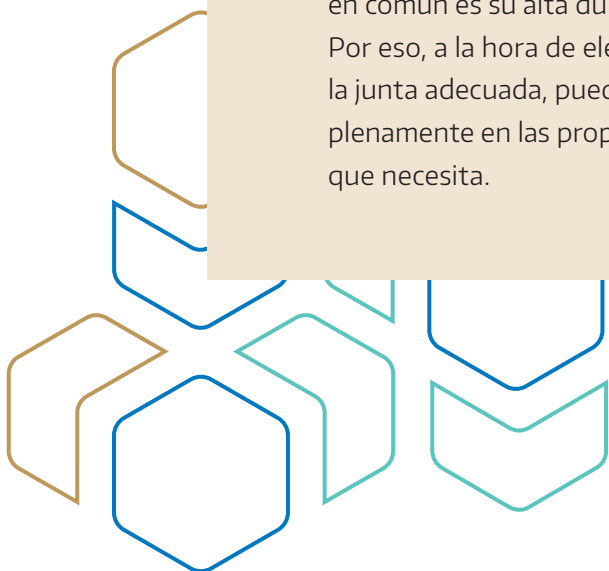 en común es su alta du
Por eso, a la hora de ele
la junta adecuada, pued
plenamente en las prop
que necesita.